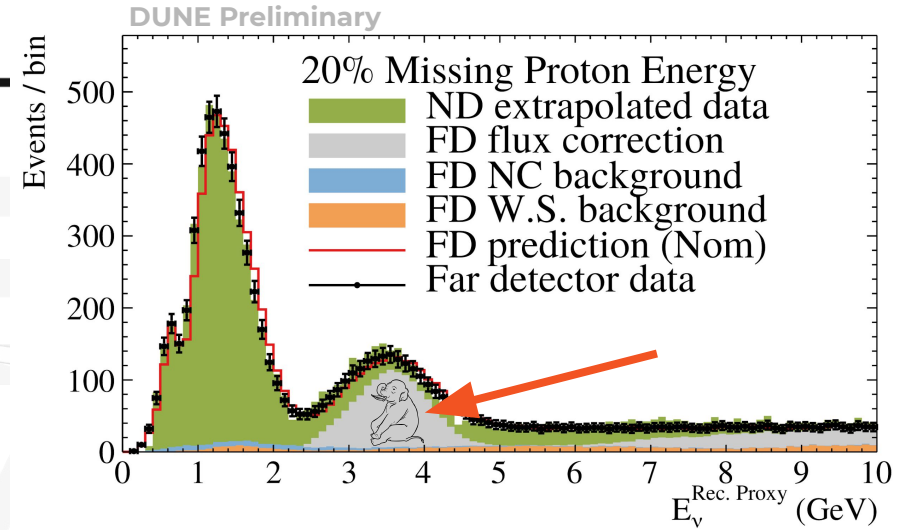 DUNE Preliminary
Events / bin
500
400
300
200
100
0
20% Missing Proton Energy
ND extrapolated data
FD flux correction
FD NC background
FD W.S. background
FD prediction (Nom)
Far detector data
0 1 2 3 4 5 6 7 8 9 10
E_ν^Rec. Proxy (GeV)